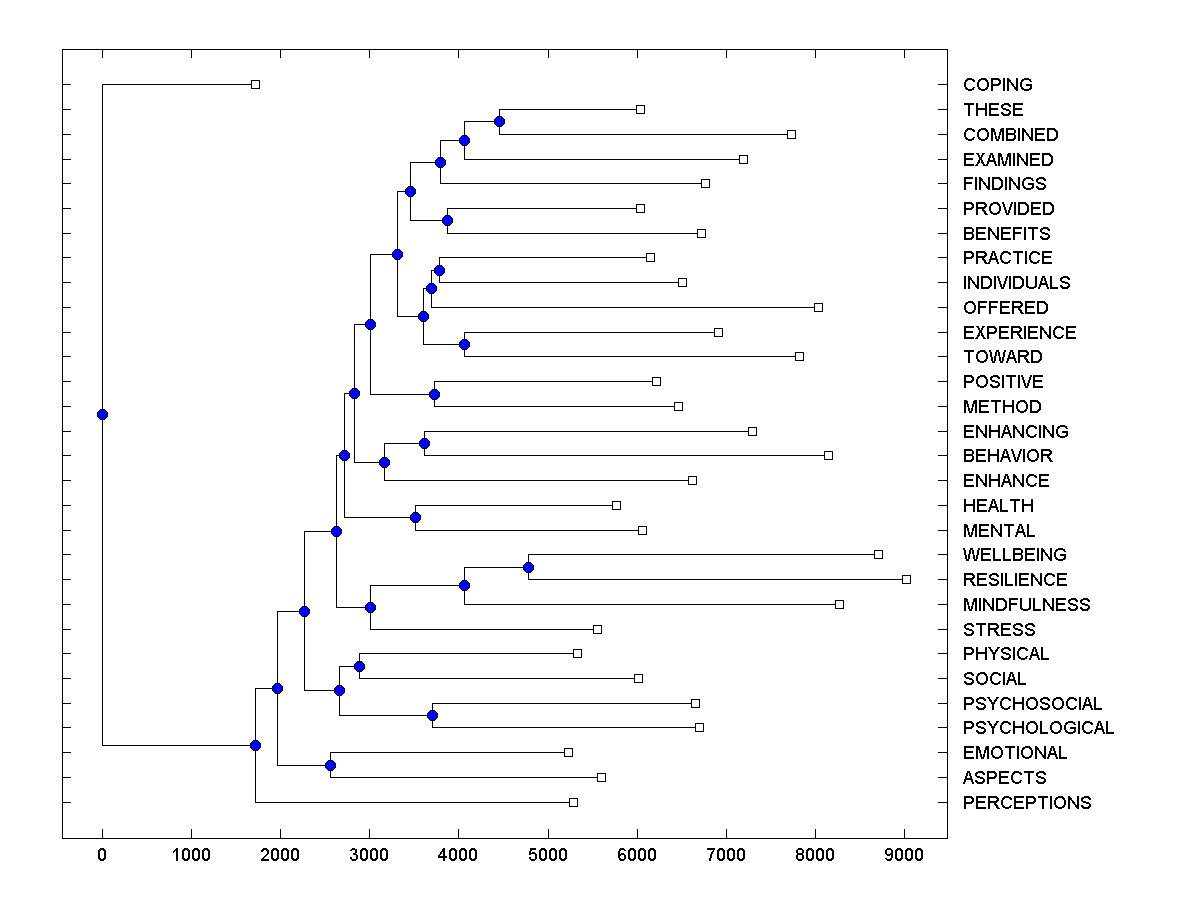 COPING
THESE
COMBINED
EXAMINED
FINDINGS
PROVIDED
BENEFITS
PRACTICE
INDIVIDUALS
OFFERED
EXPERIENCE
TOWARD
POSITIVE
METHOD
ENHANCING
BEHAVIOR
ENHANCE
HEALTH
MENTAL
WELLBEING
RESILIENCE
MINDFULNESS
STRESS
PHYSICAL
SOCIAL
PSYCHOSOCIAL
PSYCHOLOGICAL
EMOTIONAL
ASPECTS
PERCEPTIONS
0 1000 2000 3000 4000 5000 6000 7000 8000 9000